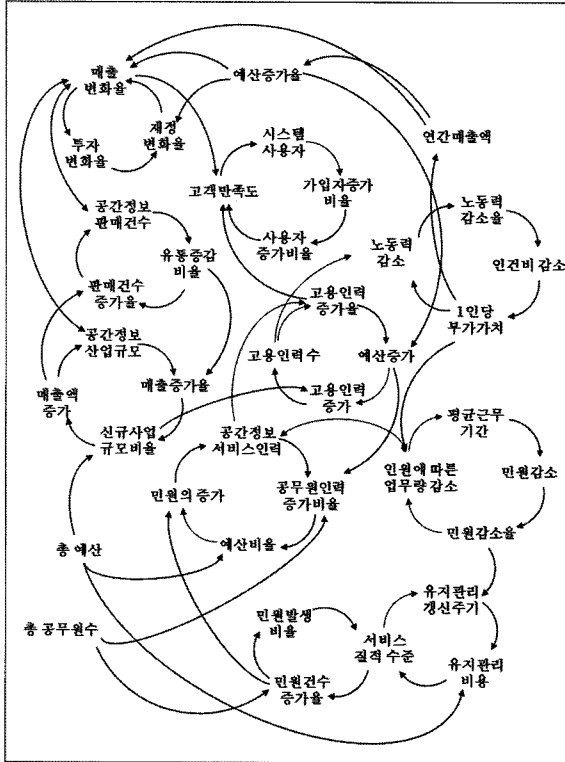 매출
변화율
예산증가율
투자
변화율
재정
변화율
시스템
사용자
연간매출액
고객만족도
가입자증가
비율
공간정보
판매건수
사용자
증가비율
노동력
감소율
유통증감
비율
노동력
감소
인건비 감소
판매건수
증가율
고용인력
증가율
1인당
부가가치
공간정보
산업규모
고용인력수
예산증가
매출액
증가
매출증가율
고용인력
증가
신규사업
규모비율
공간정보
서비스인력
평균근무
기간
민원의 증가
공무원인력
증가비율
인원에 따른
업무량 감소
민원감소
총 예산
예산비율
민원감소율
총 공무원수
민원발생
비율
서비스
질적 수준
유지관리
갱신주기
민원건수
증가율
유지관리
비용